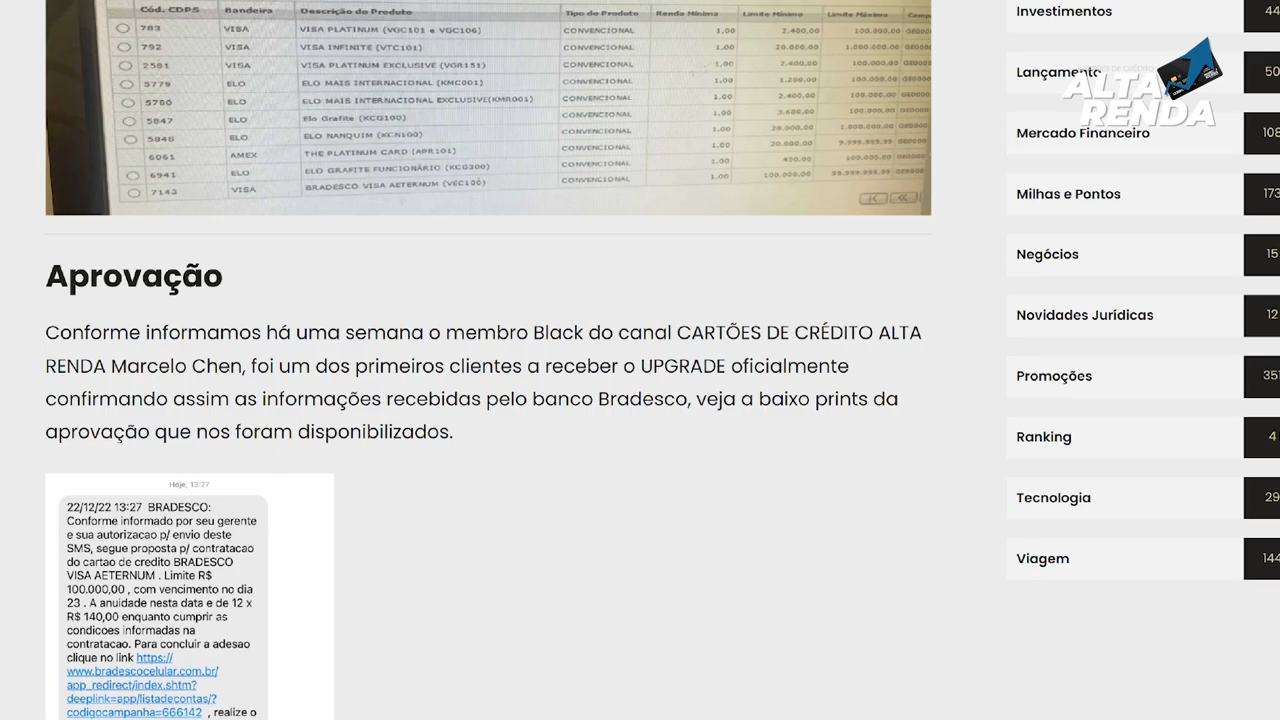 Cód. CDPS Bandeira Descrição do Produto Tipo do Produto Renda Mínima Limite Mínimo Limite Máximo
783 VISA VISA PLATINUM (VGC101 e VGC106) CONVENCIONAL 1,00 2.400,00 100.000,00
792 VISA VISA INFINITE (VTC101) CONVENCIONAL 1,00 20.000,00 1.000.000,00
2581 VISA VISA PLATINUM EXCLUSIVE (VGR151) CONVENCIONAL 1,00 2.400,00 100.000,00
5779 ELO ELO MAIS INTERNACIONAL (KMC001) CONVENCIONAL 1,00 1.200,00 100.000,00
5780 ELO ELO MAIS INTERNACIONAL EXCLUSIVE(KMR001) CONVENCIONAL 1,00 2.400,00 100.000,00
5847 ELO Elo Grafite (KCG100) CONVENCIONAL 1,00 3.600,00 100.000,00
5848 ELO ELO NANQUIM (KCN100) CONVENCIONAL 1,00 20.000,00 1.000.000,00
6061 AMEX THE PLATINUM CARD (APR101) CONVENCIONAL 1,00 20.000,00 9.999.999,99
6941 ELO ELO GRAFITE FUNCIONÁRIO (KCG300) CONVENCIONAL 1,00 450,00 100.000,00
7143 VISA BRADESCO VISA AETERNUM (VEC100) CONVENCIONAL 1,00 100.000,00 99.999.999,99
Aprovação
Conforme informamos há uma semana o membro Black do canal CARTÕES DE CRÉDITO ALTA
RENDA Marcelo Chen, foi um dos primeiros clientes a receber o UPGRADE oficialmente
confirmando assim as informações recebidas pelo banco Bradesco, veja a baixo prints da
aprovação que nos foram disponibilizados.
Hoje, 13:27
22/12/22 13:27 BRADESCO:
Conforme informado por seu gerente
e sua autorizacao p/ envio deste
SMS, segue proposta p/ contratacao
do cartao de credito BRADESCO
VISA AETERNUM . Limite R$
100.000,00 , com vencimento no dia
23 . A anuidade nesta data e de 12 x
R$ 140,00 enquanto cumprir as
condicoes informadas na
contratacao. Para concluir a adesao
clique no link https://
www.bradescocelular.com.br/
app_redirect/index.shtm?
deeplink=app/listadecontas/?
codigocampanha=666142 , realize o
Investimentos 44
Lançamento 50
Mercado Financeiro 108
Milhas e Pontos 173
Negócios 15
Novidades Jurídicas 12
Promoções 351
Ranking 4
Tecnologia 29
Viagem 144
CARTÕES DE CRÉDITO
ALTA
RENDA